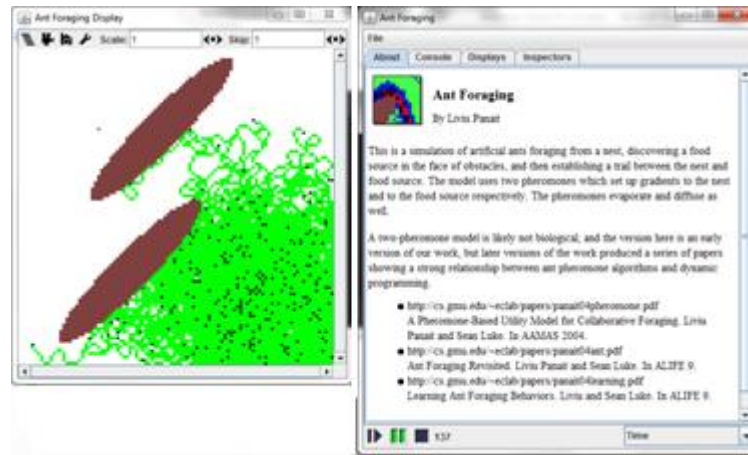 Ant Foraging Display
Scale: 1
Skip: 1
Ant Foraging
File
About Console Displays Inspectors
Ant Foraging
By Liviu Panait
This is a simulation of artificial ants foraging from a nest, discovering a food
source in the face of obstacles, and then establishing a trail between the nest and
food source. The model uses two pheromones which set up gradients to the nest
and to the food source respectively. The pheromones evaporate and diffuse as
well.
A two-pheromone model is likely not biological; and the version here is an early
version of our work, but later versions of the work produced a series of papers
showing a strong relationship between ant pheromone algorithms and dynamic
programming.
http://cs.gmu.edu/~eclab/papers/panait04pheromone.pdf
A Pheromone-Based Utility Model for Collaborative Foraging. Liviu
Panait and Sean Luke. In AAMAS 2004.
http://cs.gmu.edu/~eclab/papers/panait04ant.pdf
Ant Foraging Revisited. Liviu Panait and Sean Luke. In ALIFE 9.
http://cs.gmu.edu/~eclab/papers/panait04learning.pdf
Learning Ant Foraging Behaviors. Liviu and Sean Luke. In ALIFE 9.
137
Time